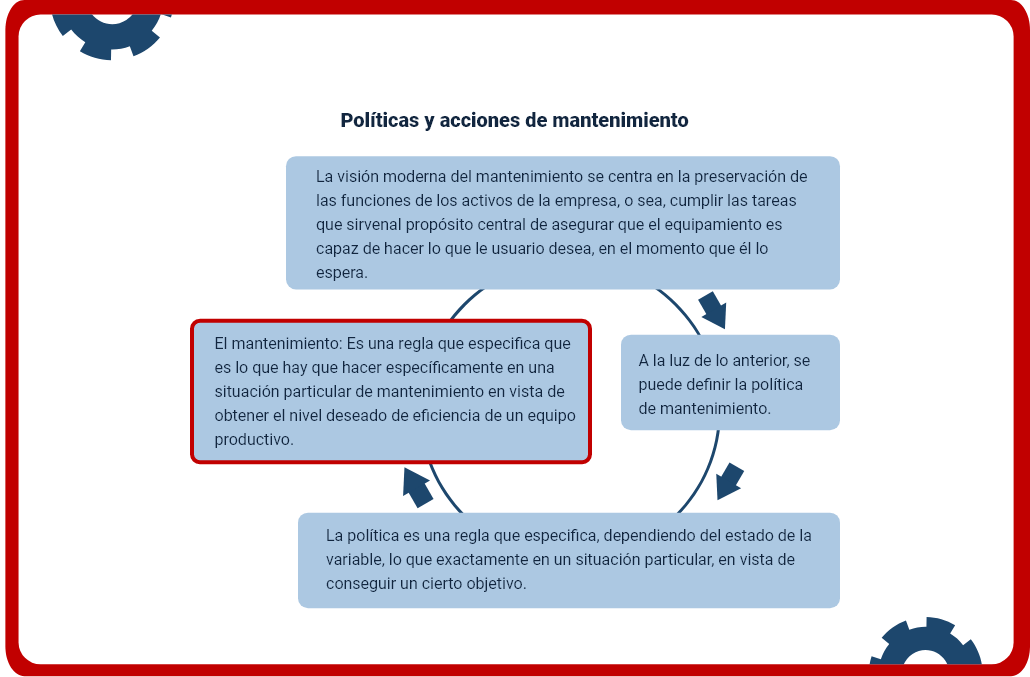 Políticas y acciones de mantenimiento
La visión moderna del mantenimiento se centra en la preservación de
las funciones de los activos de la empresa, o sea, cumplir las tareas
que sirvenal propósito central de asegurar que el equipamiento es
capaz de hacer lo que le usuario desea, en el momento que él lo
espera.
A la luz de lo anterior, se
puede definir la política
de mantenimiento.
La política es una regla que especifica, dependiendo del estado de la
variable, lo que exactamente en un situación particular, en vista de
conseguir un cierto objetivo.
El mantenimiento: Es una regla que especifica que
es lo que hay que hacer específicamente en una
situación particular de mantenimiento en vista de
obtener el nivel deseado de eficiencia de un equipo
productivo.